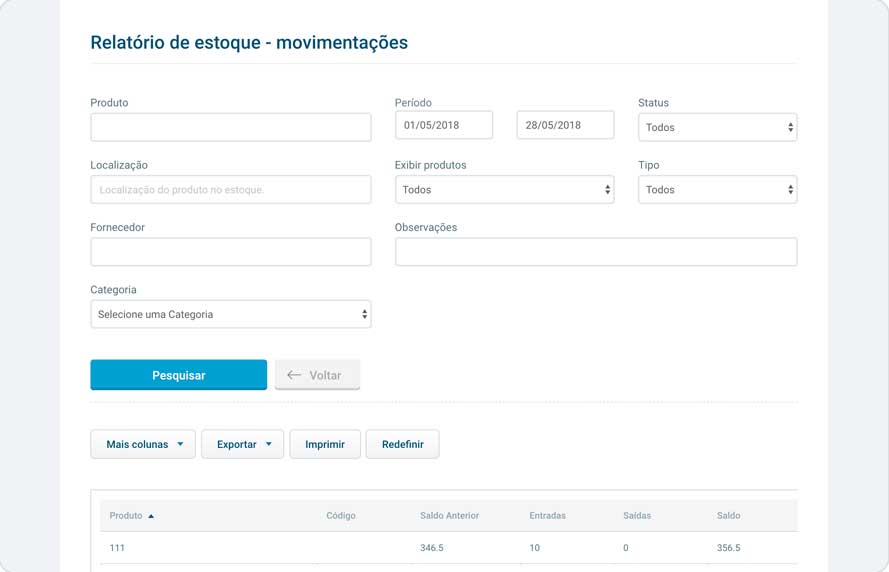 Relatório de estoque - movimentações
Produto Período Status
01/05/2018 28/05/2018 Todos
Localização Exibir produtos Tipo
Localização do produto no estoque. Todos Todos
Fornecedor Observações
Categoria
Selecione uma Categoria
Pesquisar Voltar
Mais colunas Exportar Imprimir Redefinir
Produto Código Saldo Anterior Entradas Saídas Saldo
111 346.5 10 0 356.5